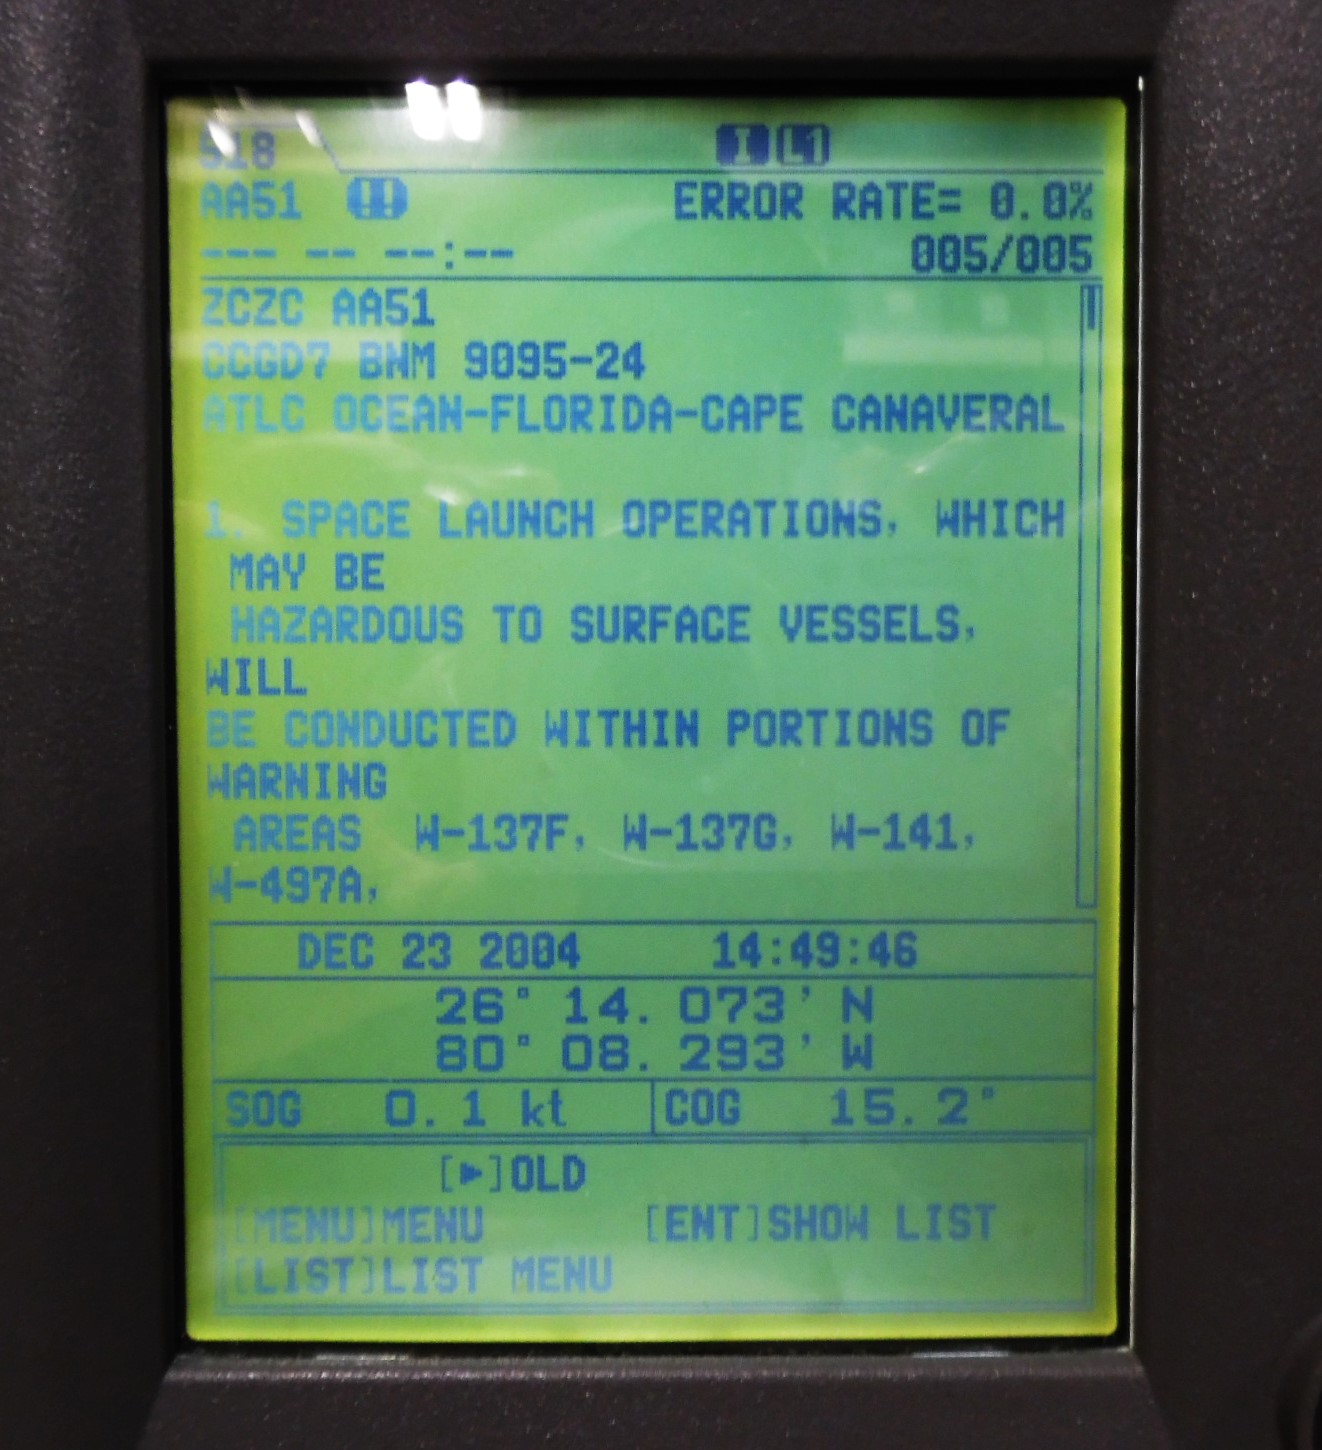 518 I L1
AA51 !! ERROR RATE= 0.0%
--- -- --:-- 005/005
ZCZC AA51
CCGD7 BNM 9095-24
ATLC OCEAN-FLORIDA-CAPE CANAVERAL
1. SPACE LAUNCH OPERATIONS, WHICH
MAY BE
HAZARDOUS TO SURFACE VESSELS,
WILL
BE CONDUCTED WITHIN PORTIONS OF
WARNING
AREAS W-137F, W-137G, W-141,
W-497A,
DEC 23 2004 14:49:46
26° 14.073' N
80° 08.293' W
SOG 0.1 kt COG 15.2°
[►]OLD
[MENU]MENU [ENT]SHOW LIST
[LIST]LIST MENU